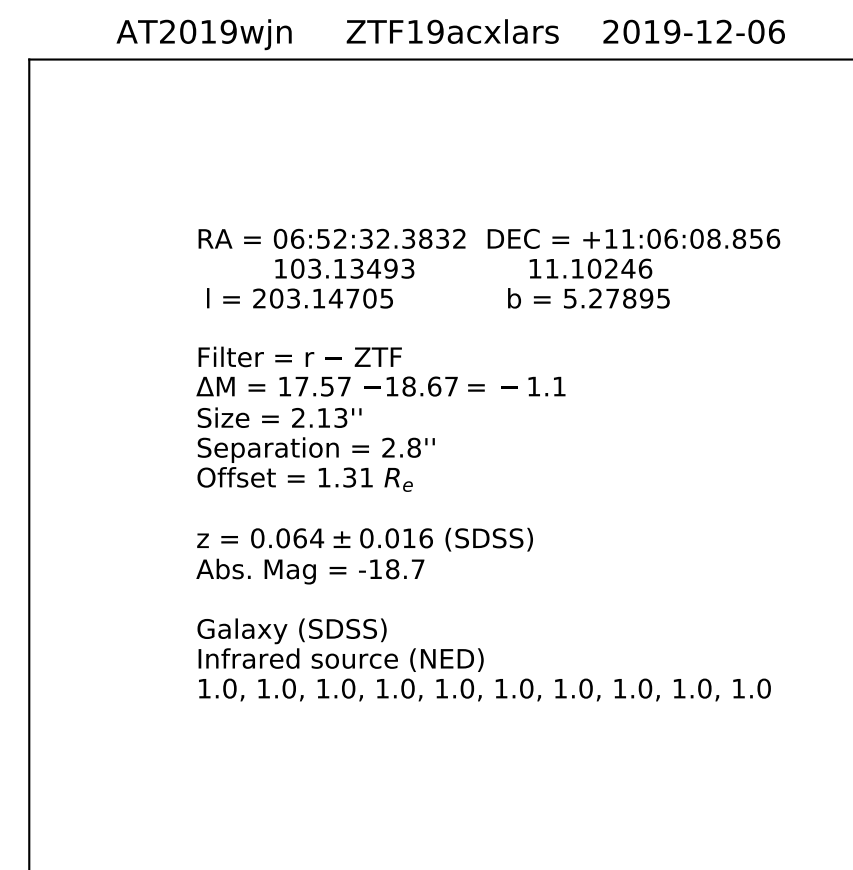 AT2019wjn ZTF19acxlars 2019-12-06
RA = 06:52:32.3832 DEC = +11:06:08.856
103.13493 11.10246
l = 203.14705 b = 5.27895
Filter = r − ZTF
ΔM = 17.57 −18.67 = − 1.1
Size = 2.13''
Separation = 2.8''
Offset = 1.31 Rₑ
z = 0.064 ± 0.016 (SDSS)
Abs. Mag = -18.7
Galaxy (SDSS)
Infrared source (NED)
1.0, 1.0, 1.0, 1.0, 1.0, 1.0, 1.0, 1.0, 1.0, 1.0